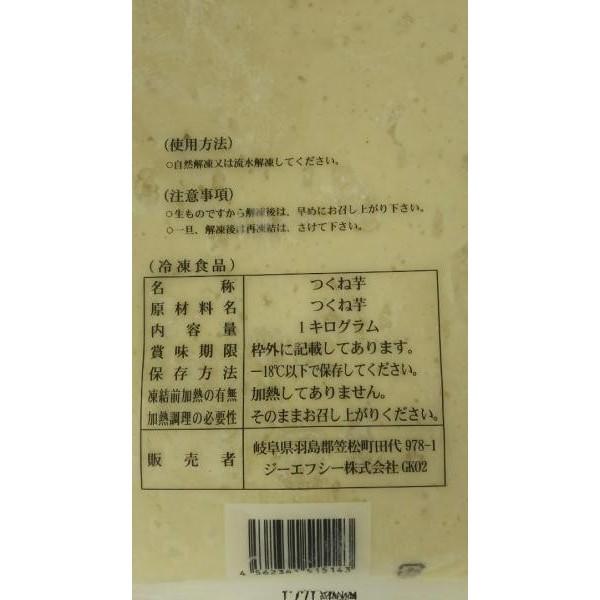 (使用方法)
○自然解凍又は流水解凍してください。
(注意事項)
○生ものですから解凍後は、早めにお召し上がり下さい。
○一旦、解凍後は再凍結は、さけて下さい。
(冷凍食品)
名称 つくね芋
原材料名 つくね芋
内容量 1キログラム
賞味期限 枠外に記載してあります。
保存方法 −18℃以下で保存してください。
凍結前加熱の有無 加熱してありません。
加熱調理の必要性 そのままお召し上がりください。
販売者 岐阜県羽島郡笠松町田代 978-1
ジーエフシー株式会社 GK02
4 562341 415143